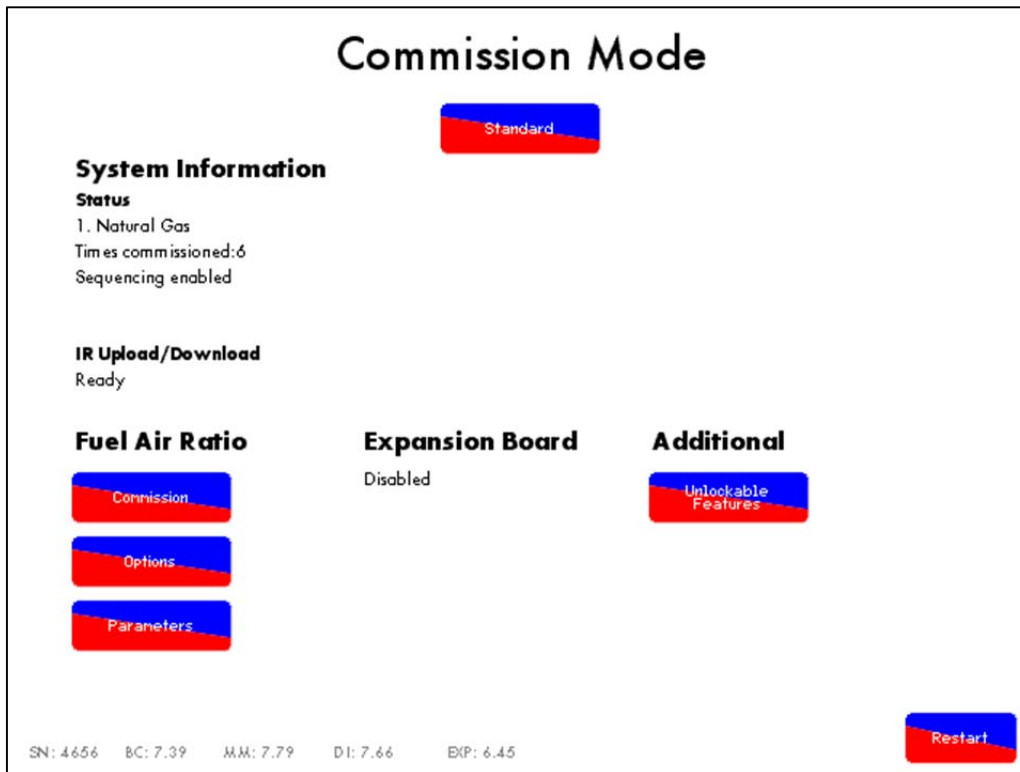 Commission Mode
Standard
System Information
Status
1. Natural Gas
Times commissioned:6
Sequencing enabled
IR Upload/Download
Ready
Fuel Air Ratio
Commission
Options
Parameters
Expansion Board
Disabled
Additional
Unlockable
Features
Restart
SN: 4656 BC: 7.39 MM: 7.79 DI: 7.66 EXP: 6.45